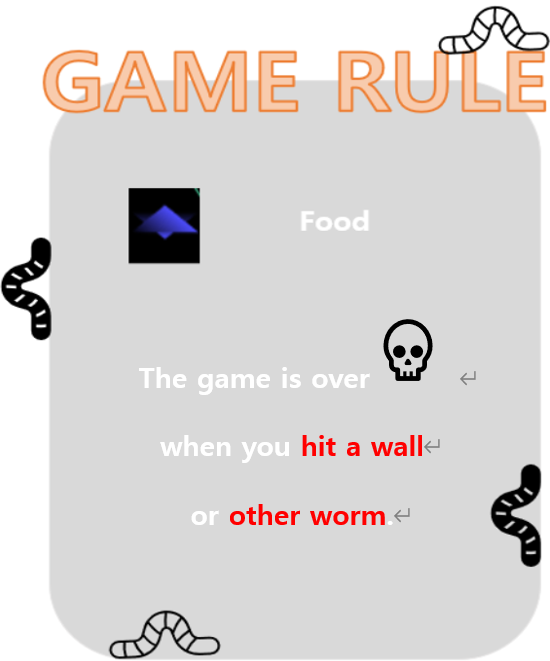 GAME RULE
Food
The game is over
when you hit a wall
or other worm.